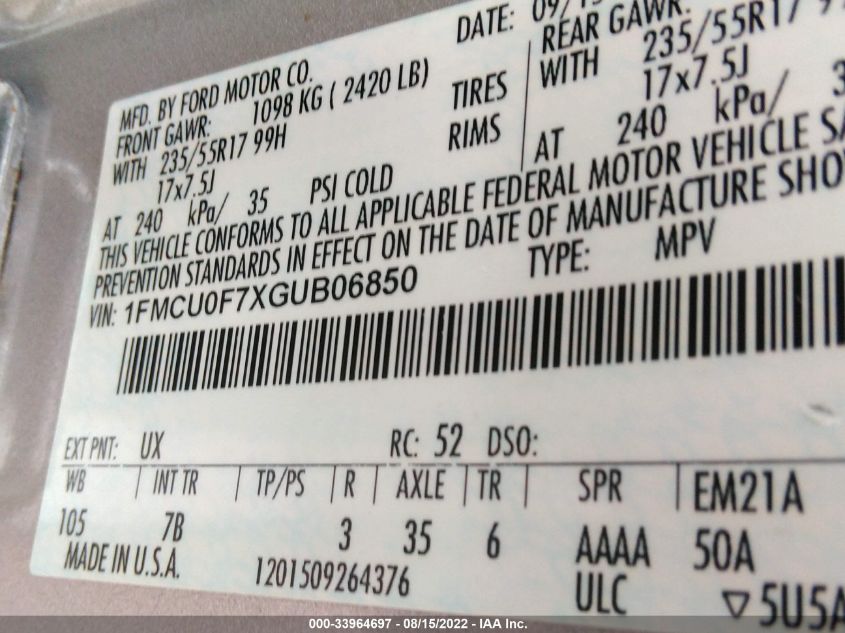 MFD. BY FORD MOTOR CO. DATE:
FRONT GAWR: 1098 KG ( 2420 LB) REAR GAWR:
WITH 235/55R17 99H TIRES WITH 235/55R17
17x7.5J RIMS 17x7.5J
AT 240 kPa/ 35 PSI COLD AT 240 kPa/
THIS VEHICLE CONFORMS TO ALL APPLICABLE FEDERAL MOTOR VEHICLE
PREVENTION STANDARDS IN EFFECT ON THE DATE OF MANUFACTURE
VIN: 1FMCU0F7XGUB06850 TYPE: MPV
EXT PNT: UX RC: 52 DSO:
WB | INT TR | TP/PS | R | AXLE | TR | SPR | EM21A
105 7B 3 35 6 AAAA 50A
MADE IN U.S.A. 1201509264376 ULC ▽ 5U5A
000-33964697 - 08/15/2022 - IAA Inc.